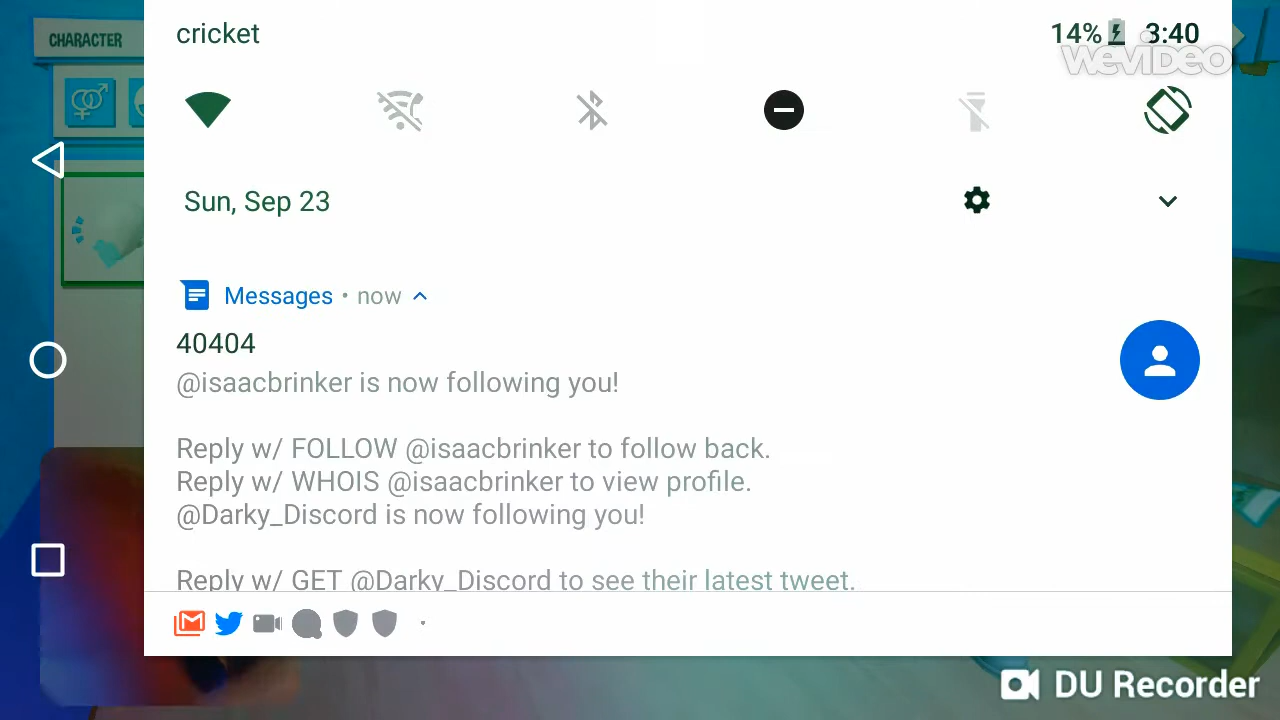 CHARACTER
cricket
14% 3:40
WeVideo
Sun, Sep 23
Messages • now
40404
@isaacbrinker is now following you!
Reply w/ FOLLOW @isaacbrinker to follow back.
Reply w/ WHOIS @isaacbrinker to view profile.
@Darky_Discord is now following you!
Reply w/ GET @Darky_Discord to see their latest tweet.
DU Recorder